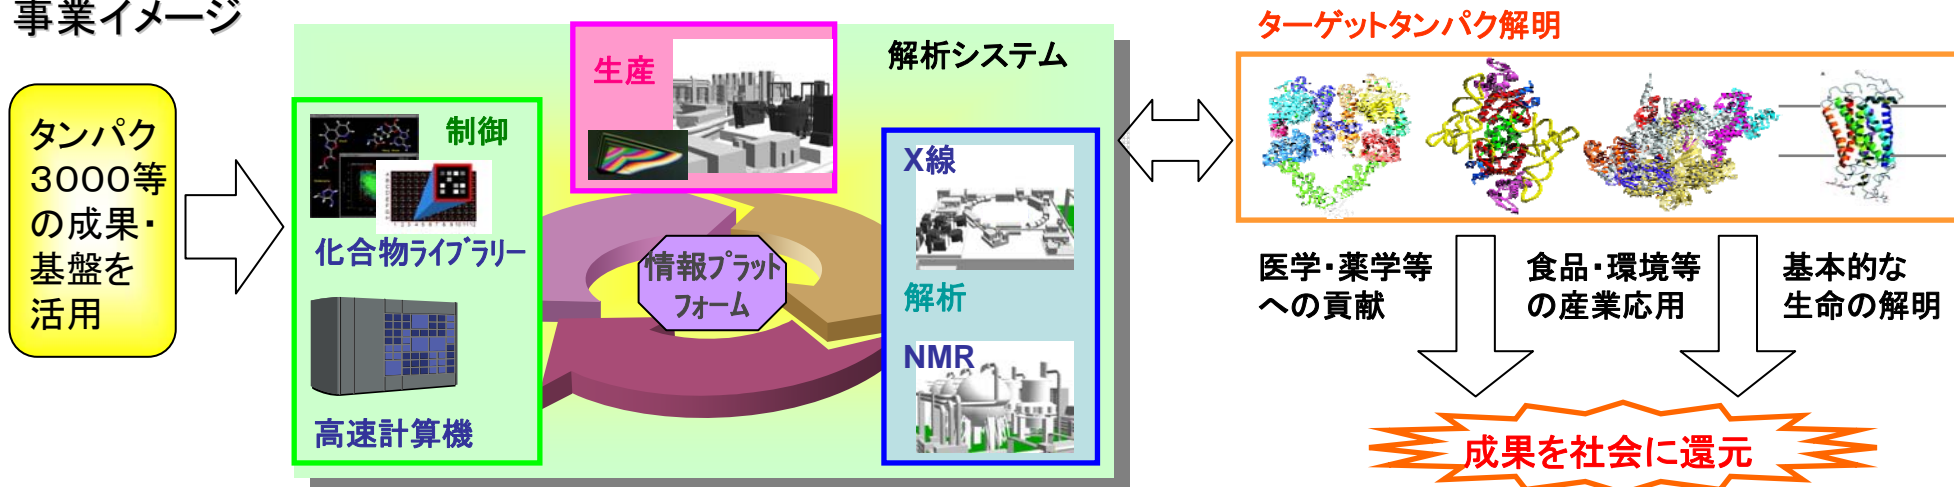 事業イメージ
タンパク
3000等
の成果・
基盤を
活用
解析システム
生産
制御
化合物ライブラリー
高速計算機
情報プラット
フォーム
X線
解析
NMR
ターゲットタンパク解明
医学・薬学等
への貢献
食品・環境等
の産業応用
基本的な
生命の解明
成果を社会に還元